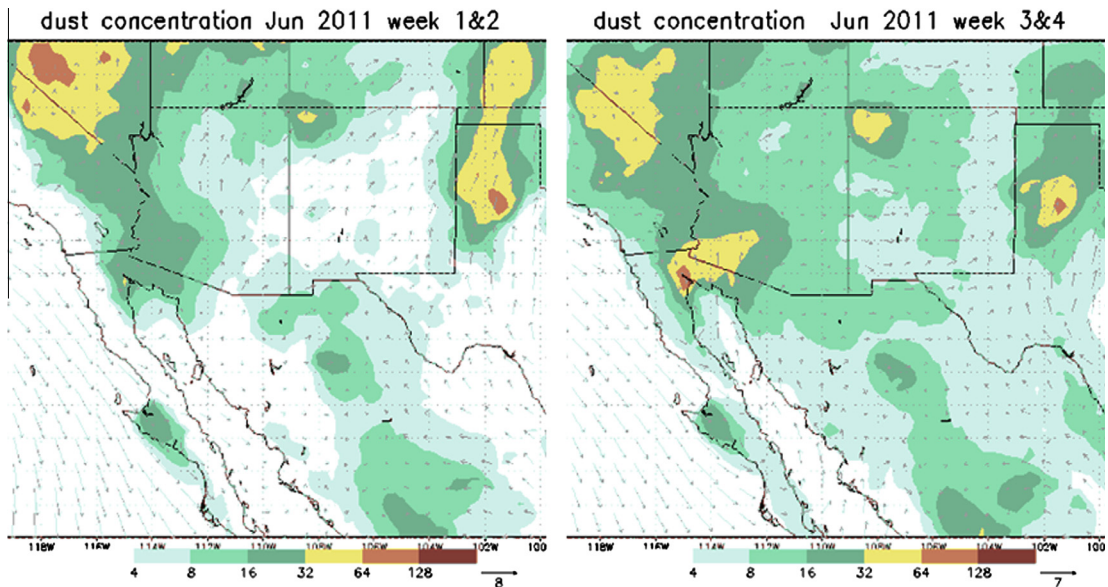 dust concentration Jun 2011 week 1&2
dust concentration Jun 2011 week 3&4
118W 116W 114W 112W 110W 108W 106W 104W 102W 100
118W 116W 114W 112W 110W 108W 106W 104W 102W 100
4 8 16 32 64 128 8
4 8 16 32 64 128 7